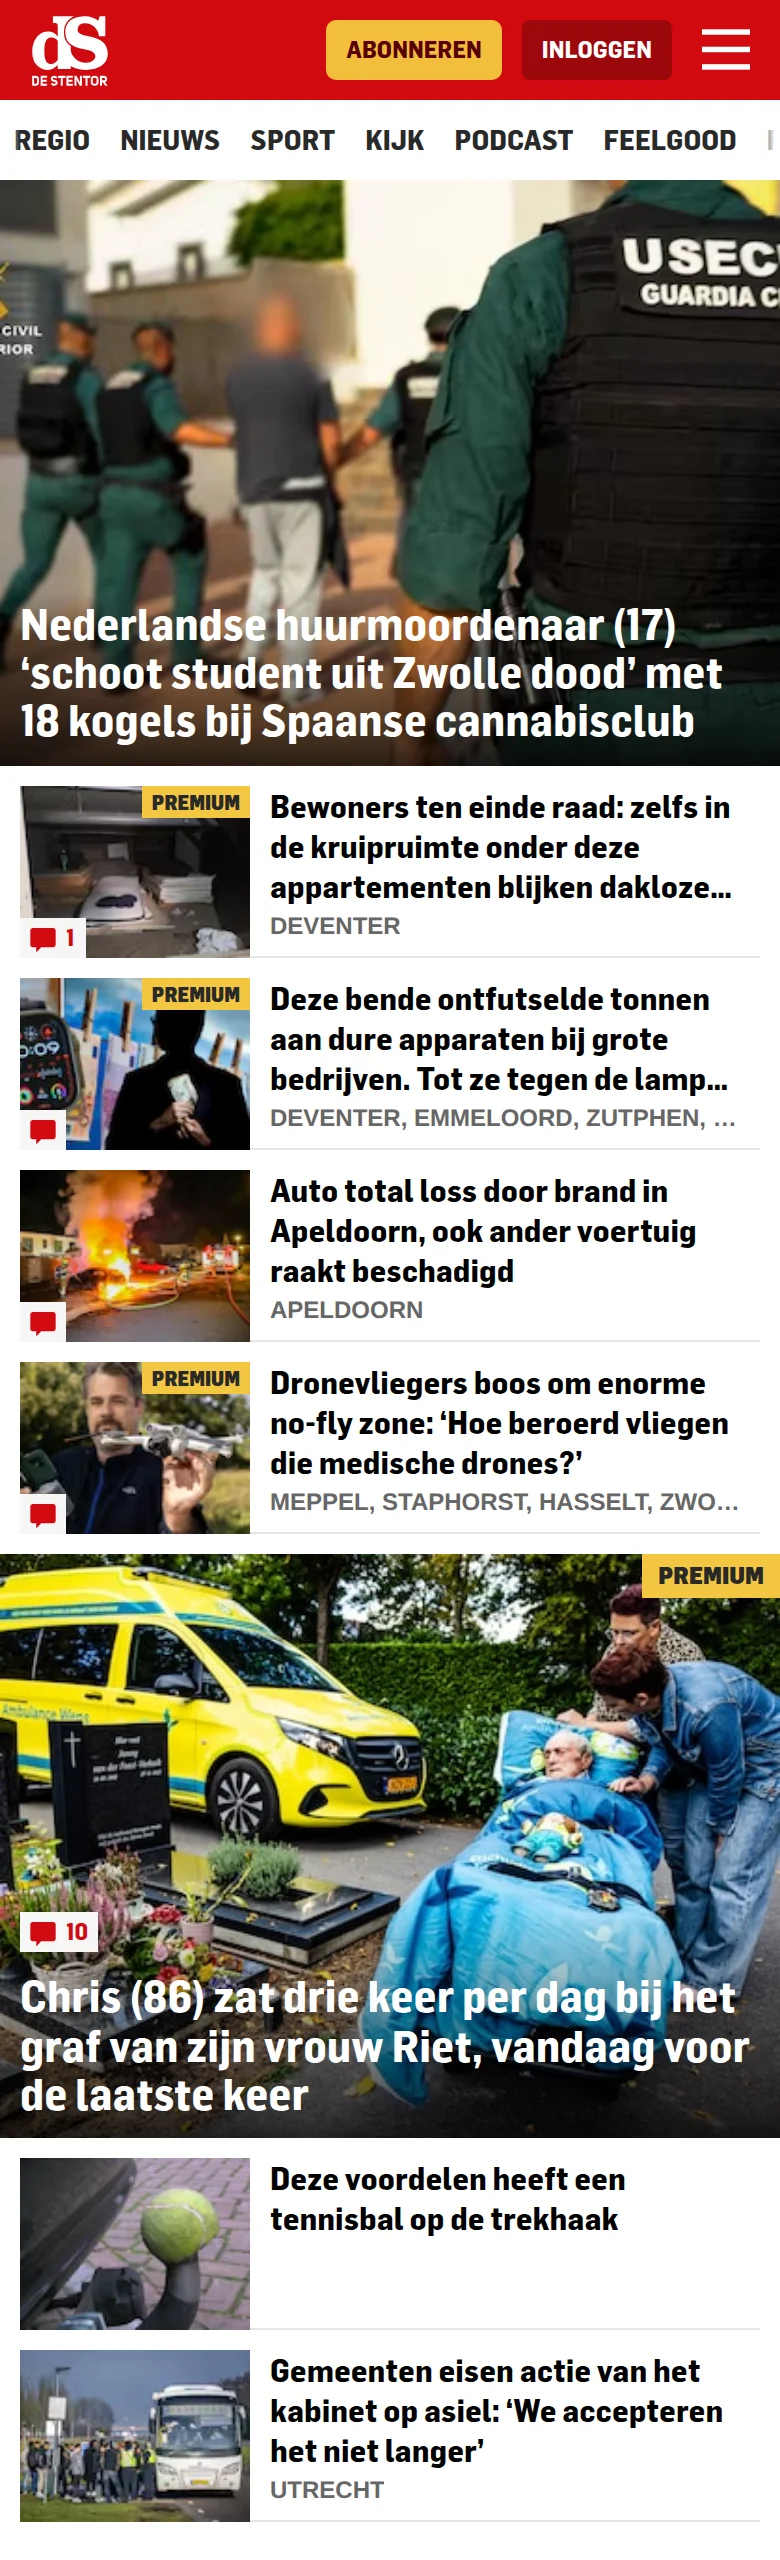 dS
DE STENTOR
ABONNEREN
INLOGGEN
REGIO NIEUWS SPORT KIJK PODCAST FEELGOOD
USEC
GUARDIA C
CIVIL
RIOR
Nederlandse huurmoordenaar (17)
‘schoot student uit Zwolle dood’ met
18 kogels bij Spaanse cannabisclub
PREMIUM
1
Bewoners ten einde raad: zelfs in
de kruipruimte onder deze
appartementen blijken dakloze...
DEVENTER
PREMIUM
Deze bende ontfutselde tonnen
aan dure apparaten bij grote
bedrijven. Tot ze tegen de lamp...
DEVENTER, EMMELOORD, ZUTPHEN, ...
Auto total loss door brand in
Apeldoorn, ook ander voertuig
raakt beschadigd
APELDOORN
PREMIUM
Dronevliegers boos om enorme
no-fly zone: ‘Hoe beroerd vliegen
die medische drones?’
MEPPEL, STAPHORST, HASSELT, ZWO...
PREMIUM
Ambulance Wens
10
Chris (86) zat drie keer per dag bij het
graf van zijn vrouw Riet, vandaag voor
de laatste keer
Deze voordelen heeft een
tennisbal op de trekhaak
Gemeenten eisen actie van het
kabinet op asiel: ‘We accepteren
het niet langer’
UTRECHT